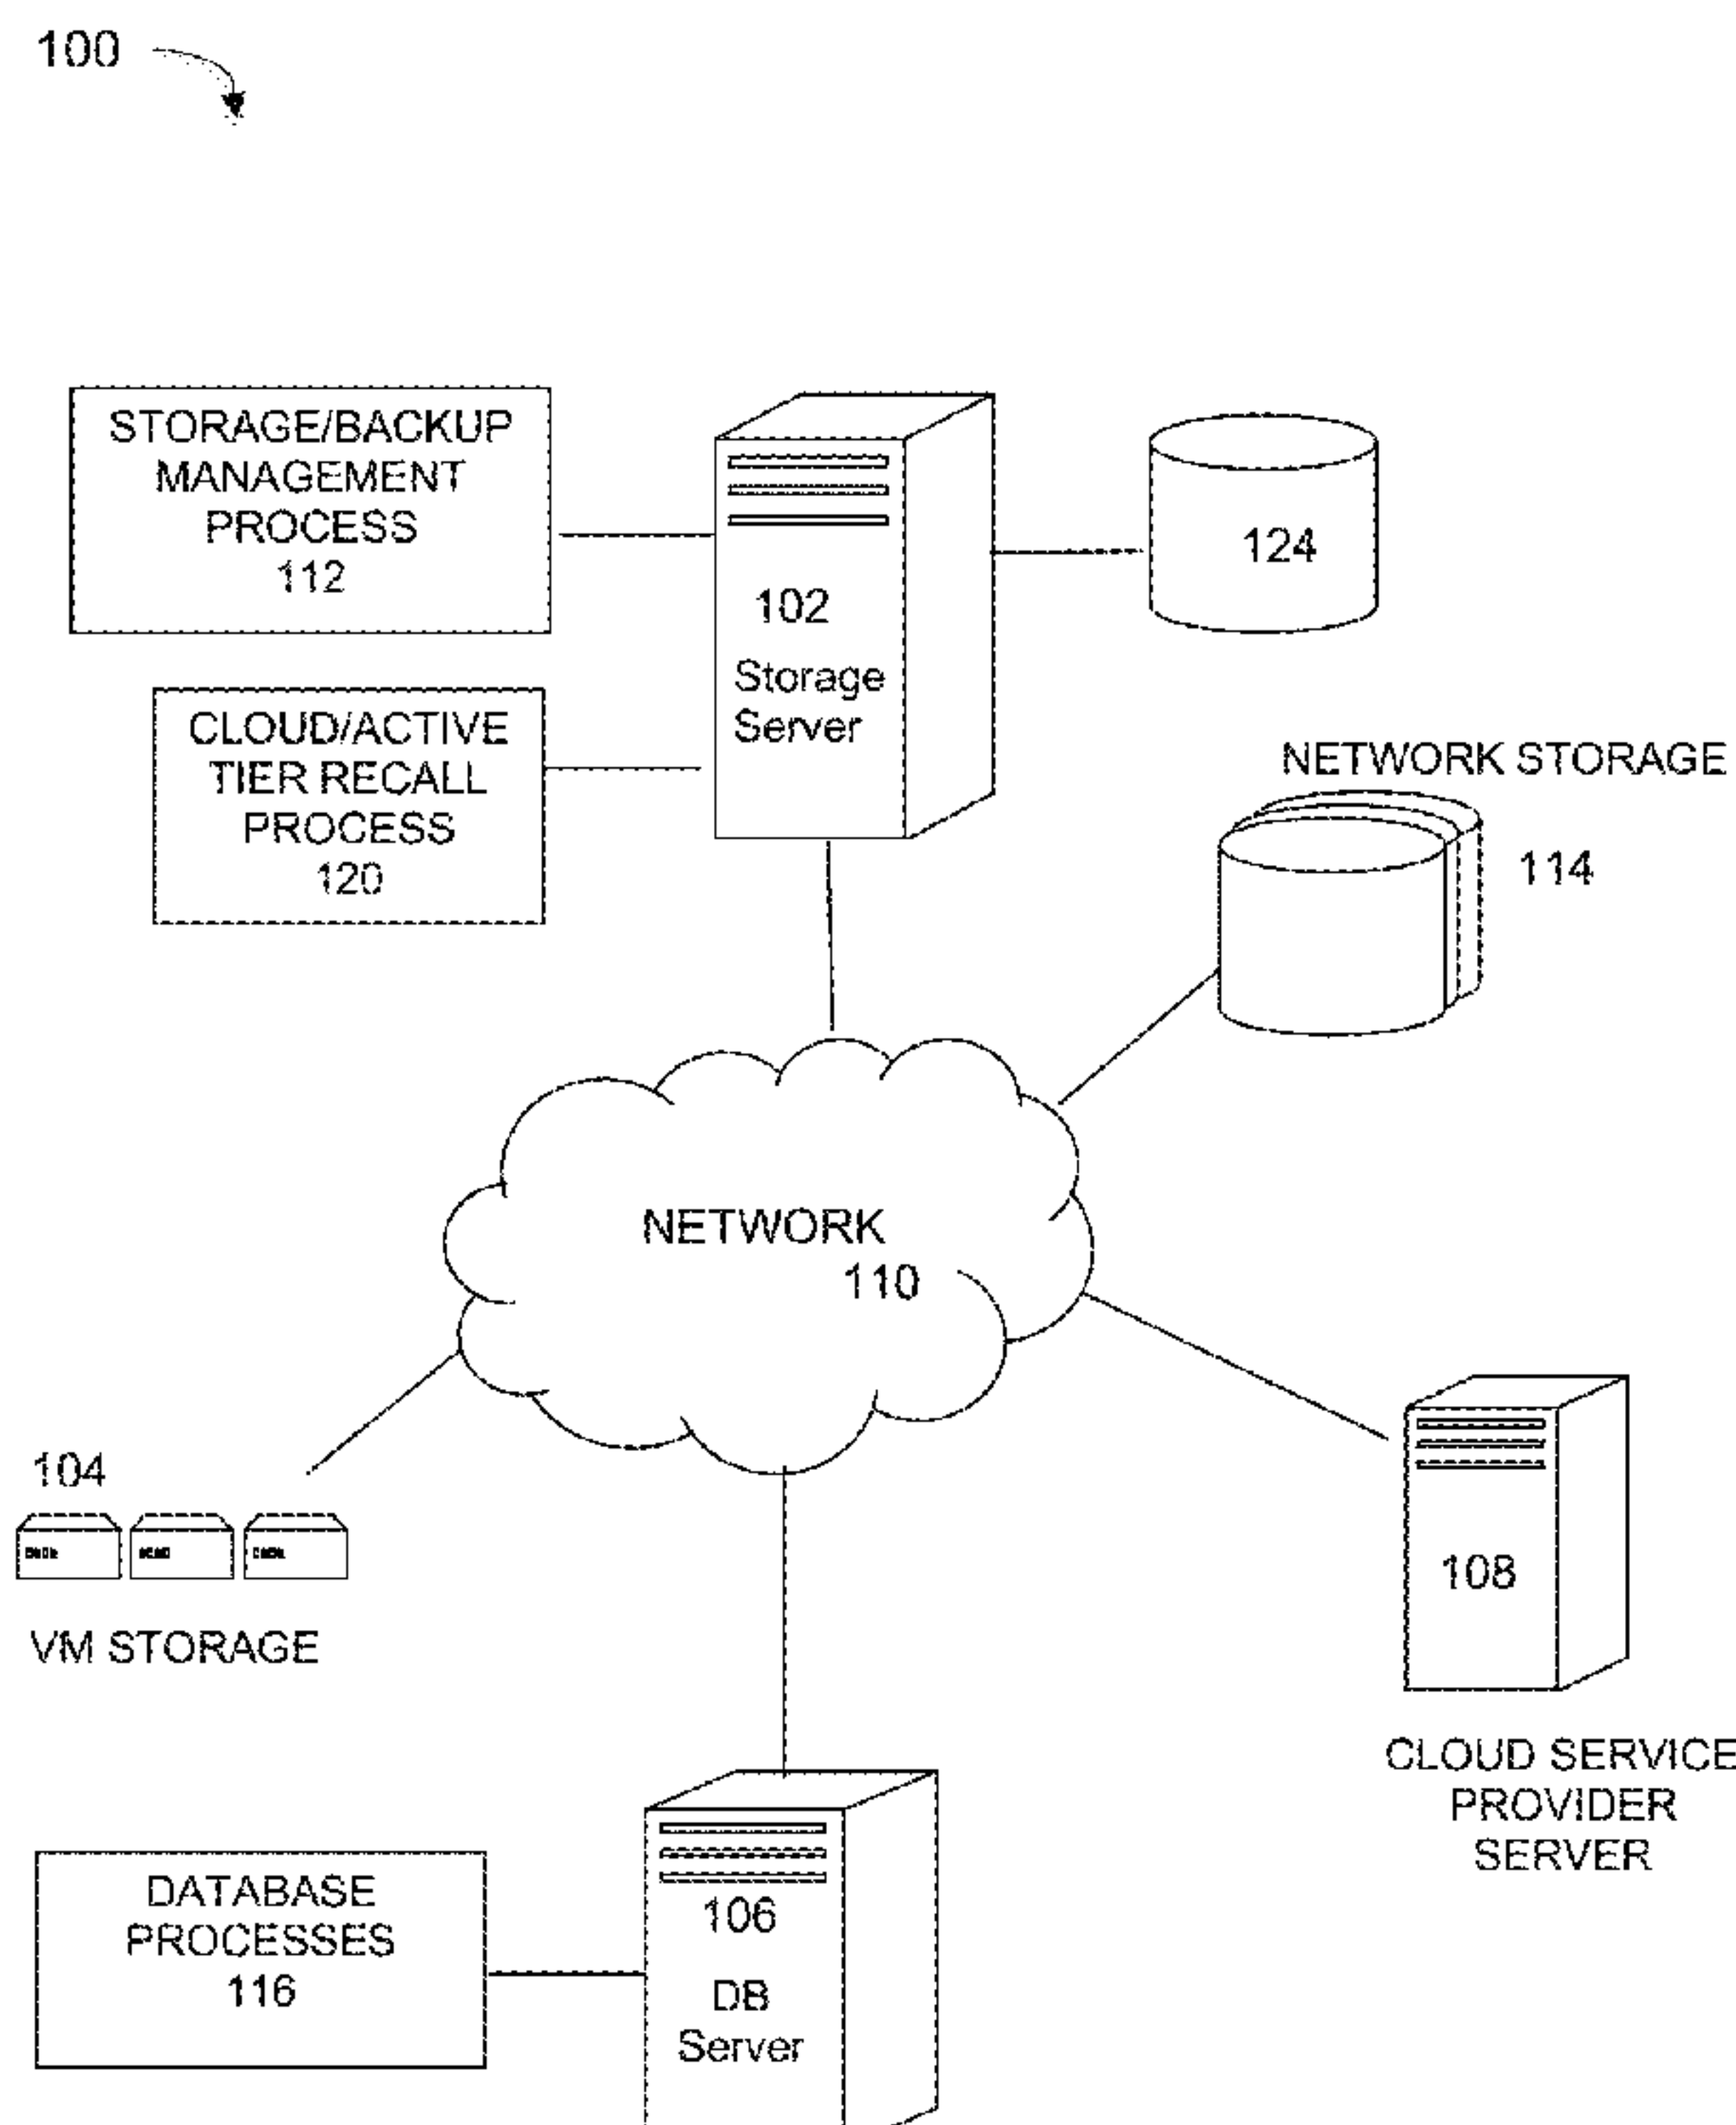 100
STORAGE/BACKUP
MANAGEMENT
PROCESS
112
102
Storage
Server
124
CLOUD/ACTIVE
TIER RECALL
PROCESS
120
NETWORK STORAGE
114
NETWORK
110
104
VM STORAGE
108
CLOUD SERVICE
PROVIDER
SERVER
DATABASE
PROCESSES
116
106
DB
Server